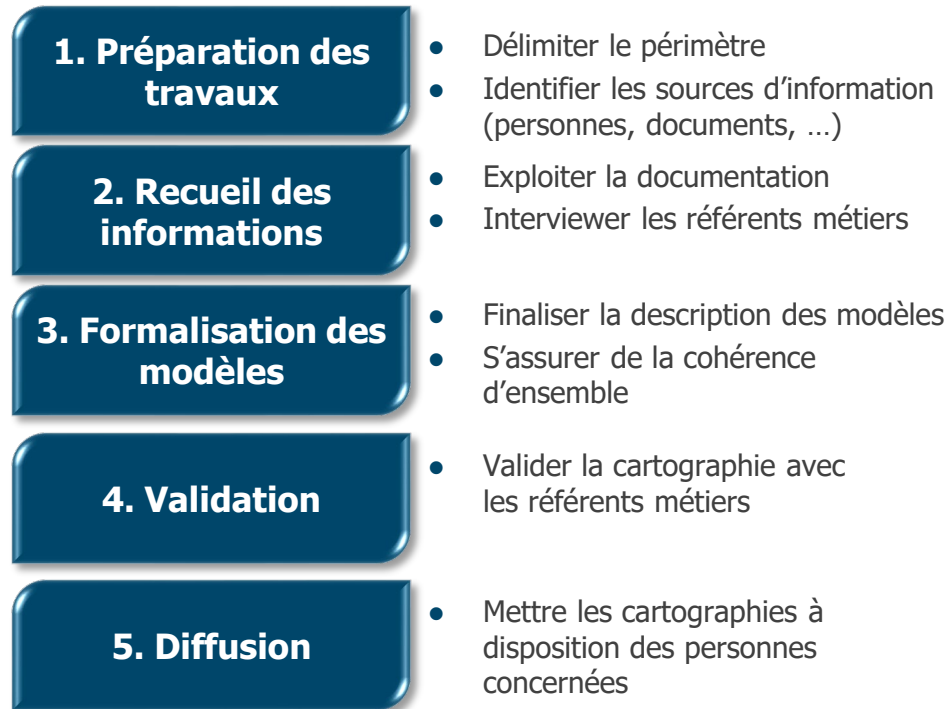 1. Préparation des
travaux
● Délimiter le périmètre
● Identifier les sources d’information
(personnes, documents, …)
2. Recueil des
informations
● Exploiter la documentation
● Interviewer les référents métiers
3. Formalisation des
modèles
● Finaliser la description des modèles
● S’assurer de la cohérence
d’ensemble
4. Validation
● Valider la cartographie avec
les référents métiers
5. Diffusion
● Mettre les cartographies à
disposition des personnes
concernées